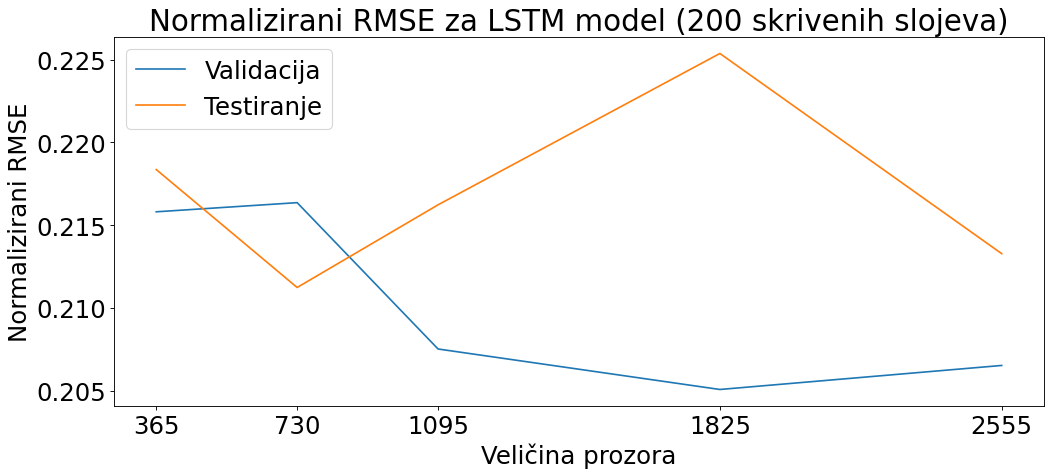 Normalizirani RMSE za LSTM model (200 skrivenih slojeva)
Validacija
Testiranje
Normalizirani RMSE
0.225
0.220
0.215
0.210
0.205
365 730 1095 1825 2555
Veličina prozora